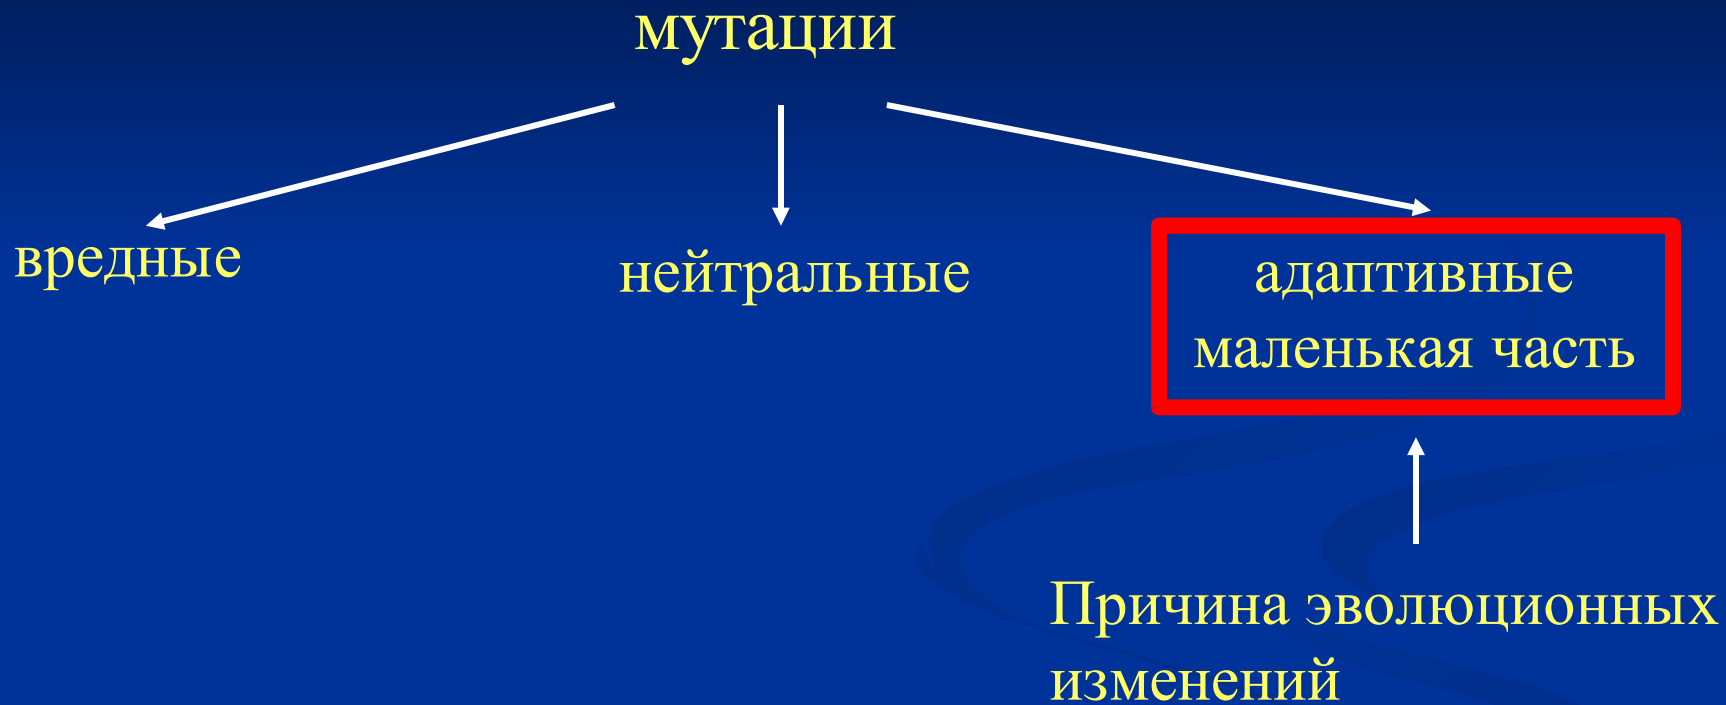 мутации
вредные
нейтральные
адаптивные
маленькая часть
Причина эволюционных
изменений